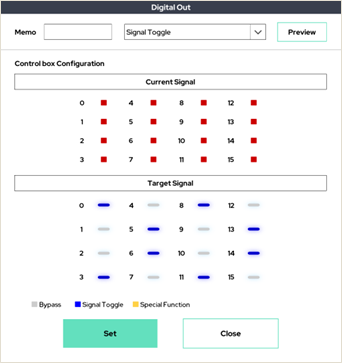 Digital Out
Memo Signal Toggle Preview
Control box Configuration
Current Signal
0 4 8 12
1 5 9 13
2 6 10 14
3 7 11 15
Target Signal
0 4 8 12
1 5 9 13
2 6 10 14
3 7 11 15
Bypass Signal Toggle Special Function
Set Close